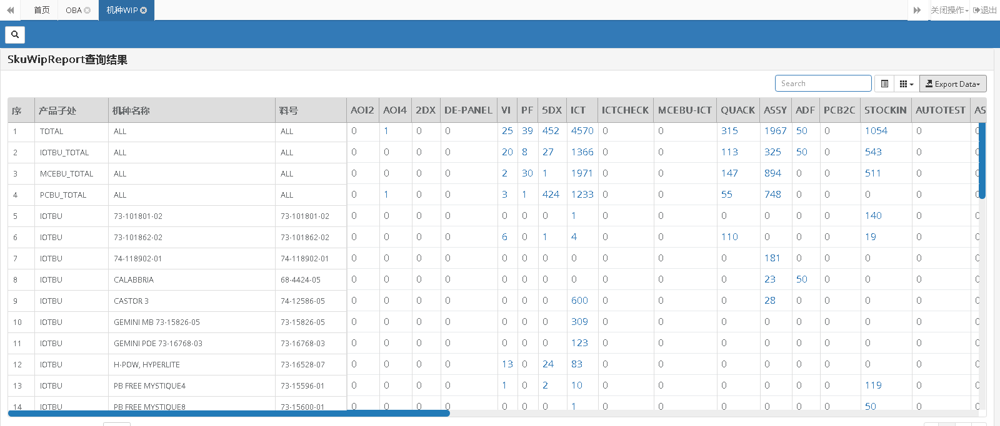 首页 OBA 机种WIP 关闭操作 退出
SkuWipReport查询结果
Search Export Data
序 产品子处 机种名称 料号 AOI2 AOI4 2DX DE-PANEL VI PF 5DX ICT ICTCHECK MCEBU-ICT QUACK ASSY ADF PCB2C STOCKIN AUTOTEST AS
1 TOTAL ALL ALL 0 1 0 0 25 39 452 4570 0 0 315 1967 50 0 1054 0 0
2 IOTBU_TOTAL ALL ALL 0 0 0 0 20 8 27 1366 0 0 113 325 50 0 543 0 0
3 MCEBU_TOTAL ALL ALL 0 0 0 0 2 30 1 1971 0 0 147 894 0 0 511 0 0
4 PCBU_TOTAL ALL ALL 0 1 0 0 3 1 424 1233 0 0 55 748 0 0 0 0 0
5 IOTBU 73-101801-02 73-101801-02 0 0 0 0 0 0 0 1 0 0 0 0 0 0 140 0 0
6 IOTBU 73-101862-02 73-101862-02 0 0 0 0 6 0 1 4 0 0 110 0 0 0 19 0 0
7 IOTBU 74-118902-01 74-118902-01 0 0 0 0 0 0 0 0 0 0 0 181 0 0 0 0 0
8 IOTBU CALABBRIA 68-4424-05 0 0 0 0 0 0 0 0 0 0 0 23 50 0 0 0 0
9 IOTBU CASTOR 3 74-12586-05 0 0 0 0 0 0 0 600 0 0 0 28 0 0 0 0 0
10 IOTBU GEMINI MB 73-15826-05 73-15826-05 0 0 0 0 0 0 0 309 0 0 0 0 0 0 0 0 0
11 IOTBU GEMINI POE 73-16768-03 73-16768-03 0 0 0 0 0 0 0 123 0 0 0 0 0 0 0 0 0
12 IOTBU H-POW, HYPERLITE 73-16528-07 0 0 0 0 13 0 24 83 0 0 0 0 0 0 0 0 0
13 IOTBU PB FREE MYSTIQUE4 73-15596-01 0 0 0 0 1 0 2 10 0 0 0 0 0 0 119 0 0
14 IOTBU PB FREE MYSTIQUE8 73-15600-01 0 0 0 0 0 0 0 1 0 0 0 0 0 0 50 0 0